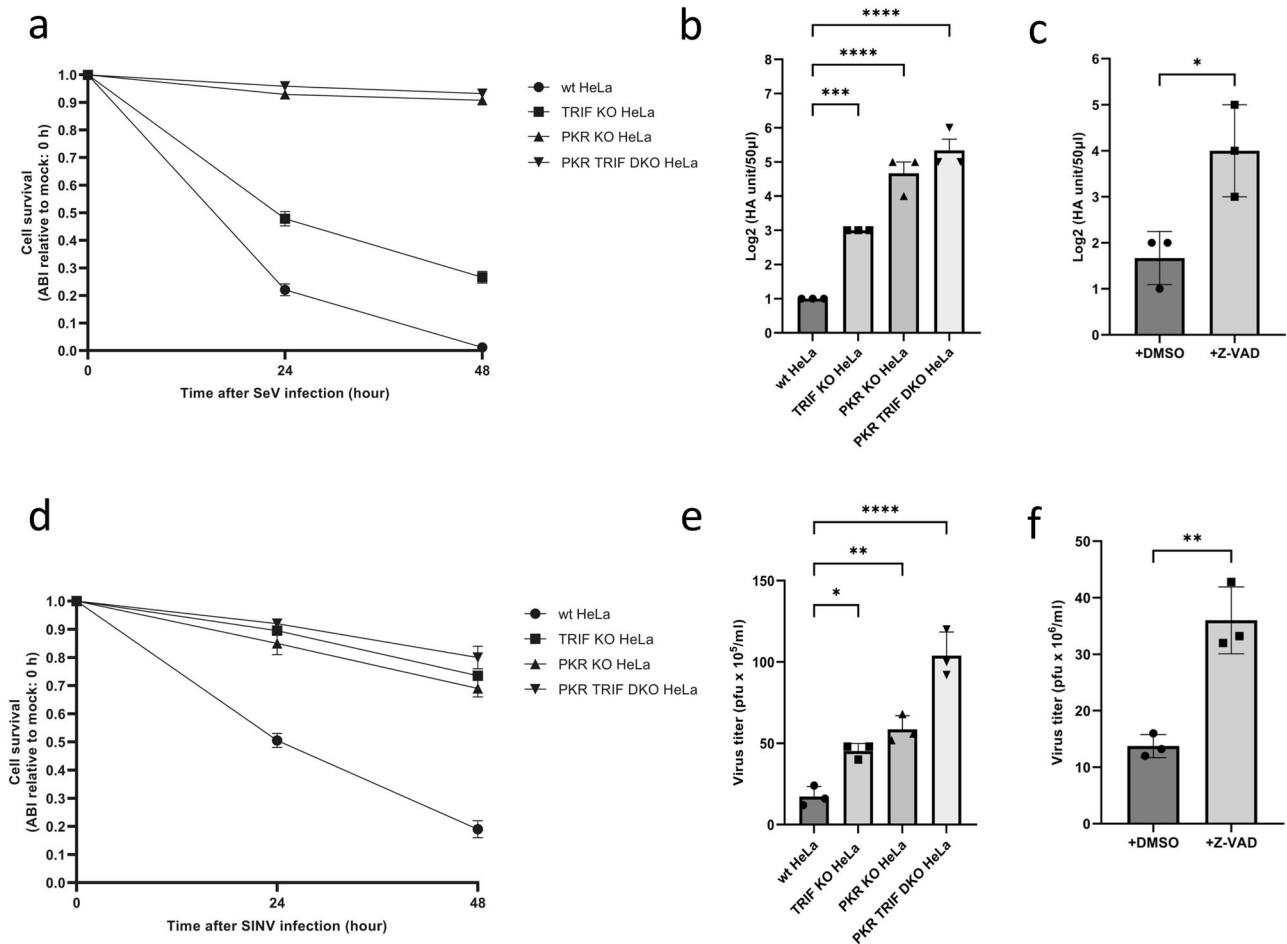 a
Cell survival
(ABI relative to mock: 0 h)
1.0
0.9
0.8
0.7
0.6
0.5
0.4
0.3
0.2
0.1
0.0
0
24
48
Time after SeV infection (hour)
wt HeLa
TRIF KO HeLa
PKR KO HeLa
PKR TRIF DKO HeLa
b
****
****
***
Log2 (HA unit/50µl)
8
7
6
5
4
3
2
1
0
wt HeLa
TRIF KO HeLa
PKR KO HeLa
PKR TRIF DKO HeLa
c
*
Log2 (HA unit/50µl)
6
5
4
3
2
1
0
+DMSO
+Z-VAD
d
Cell survival
(ABI relative to mock: 0 h)
1.0
0.9
0.8
0.7
0.6
0.5
0.4
0.3
0.2
0.1
0.0
0
24
48
Time after SINV infection (hour)
wt HeLa
TRIF KO HeLa
PKR KO HeLa
PKR TRIF DKO HeLa
e
****
**
*
Virus titer (pfu x 10⁵/ml)
150
100
50
0
wt HeLa
TRIF KO HeLa
PKR KO HeLa
PKR TRIF DKO HeLa
f
**
Virus titer (pfu x 10⁶/ml)
50
40
30
20
10
0
+DMSO
+Z-VAD